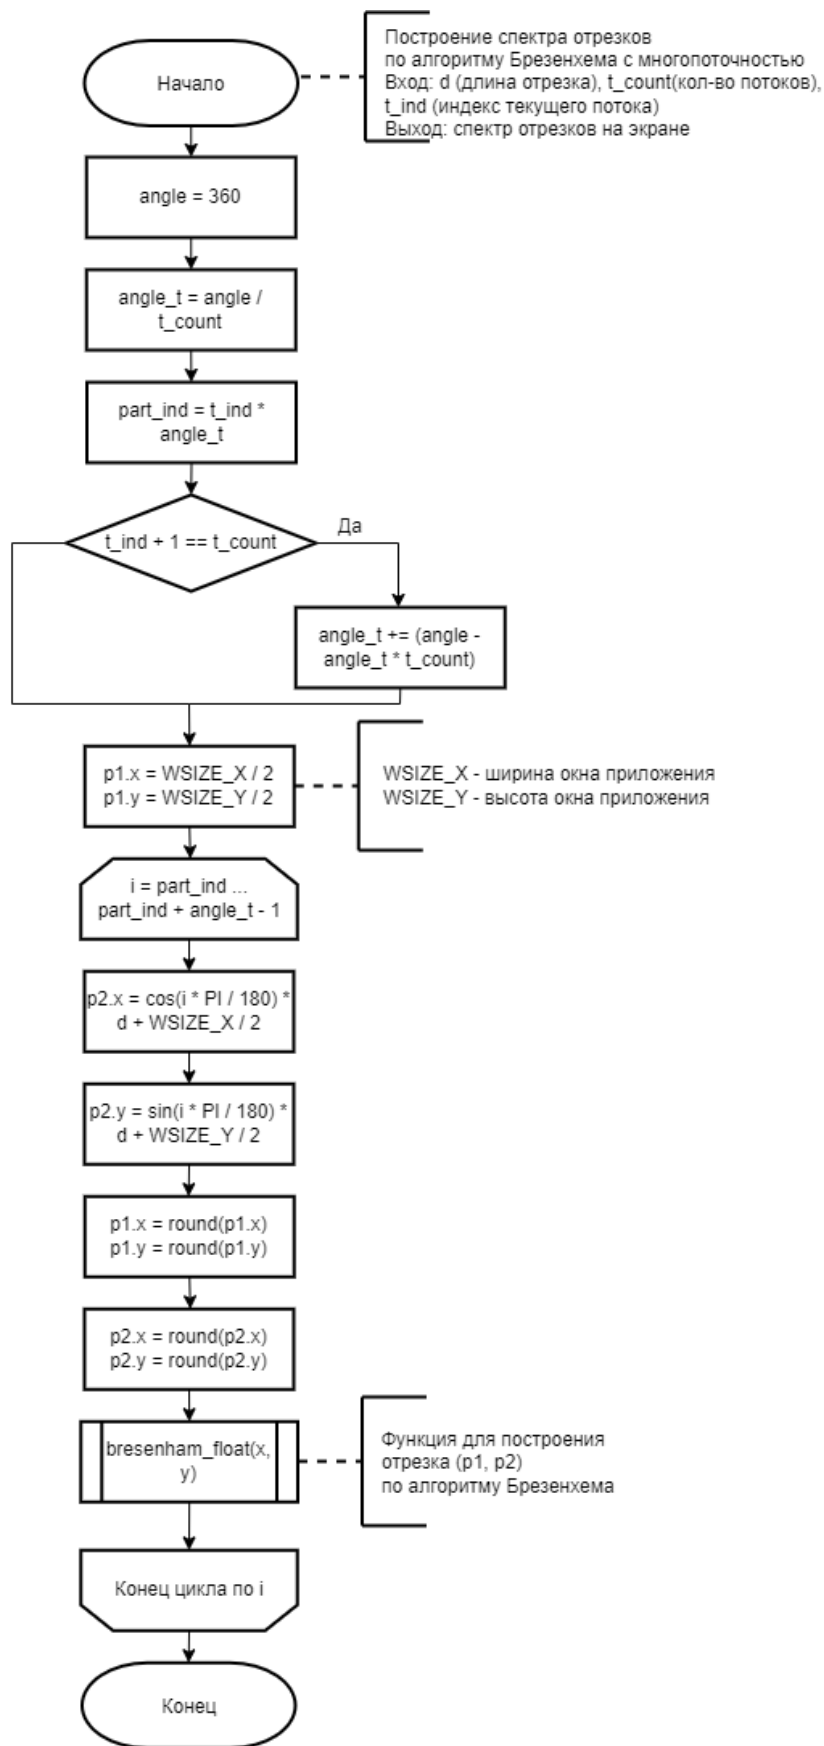 Начало
Построение спектра отрезков
по алгоритму Брезенхема с многопоточностью
Вход: d (длина отрезка), t_count(кол-во потоков),
t_ind (индекс текущего потока)
Выход: спектр отрезков на экране
angle = 360
angle_t = angle /
t_count
part_ind = t_ind *
angle_t
t_ind + 1 == t_count
Да
angle_t += (angle -
angle_t * t_count)
p1.x = WSIZE_X / 2
p1.y = WSIZE_Y / 2
WSIZE_X - ширина окна приложения
WSIZE_Y - высота окна приложения
i = part_ind ...
part_ind + angle_t - 1
p2.x = cos(i * PI / 180) *
d + WSIZE_X / 2
p2.y = sin(i * PI / 180) *
d + WSIZE_Y / 2
p1.x = round(p1.x)
p1.y = round(p1.y)
p2.x = round(p2.x)
p2.y = round(p2.y)
bresenham_float(x,
y)
Функция для построения
отрезка (p1, p2)
по алгоритму Брезенхема
Конец цикла по i
Конец